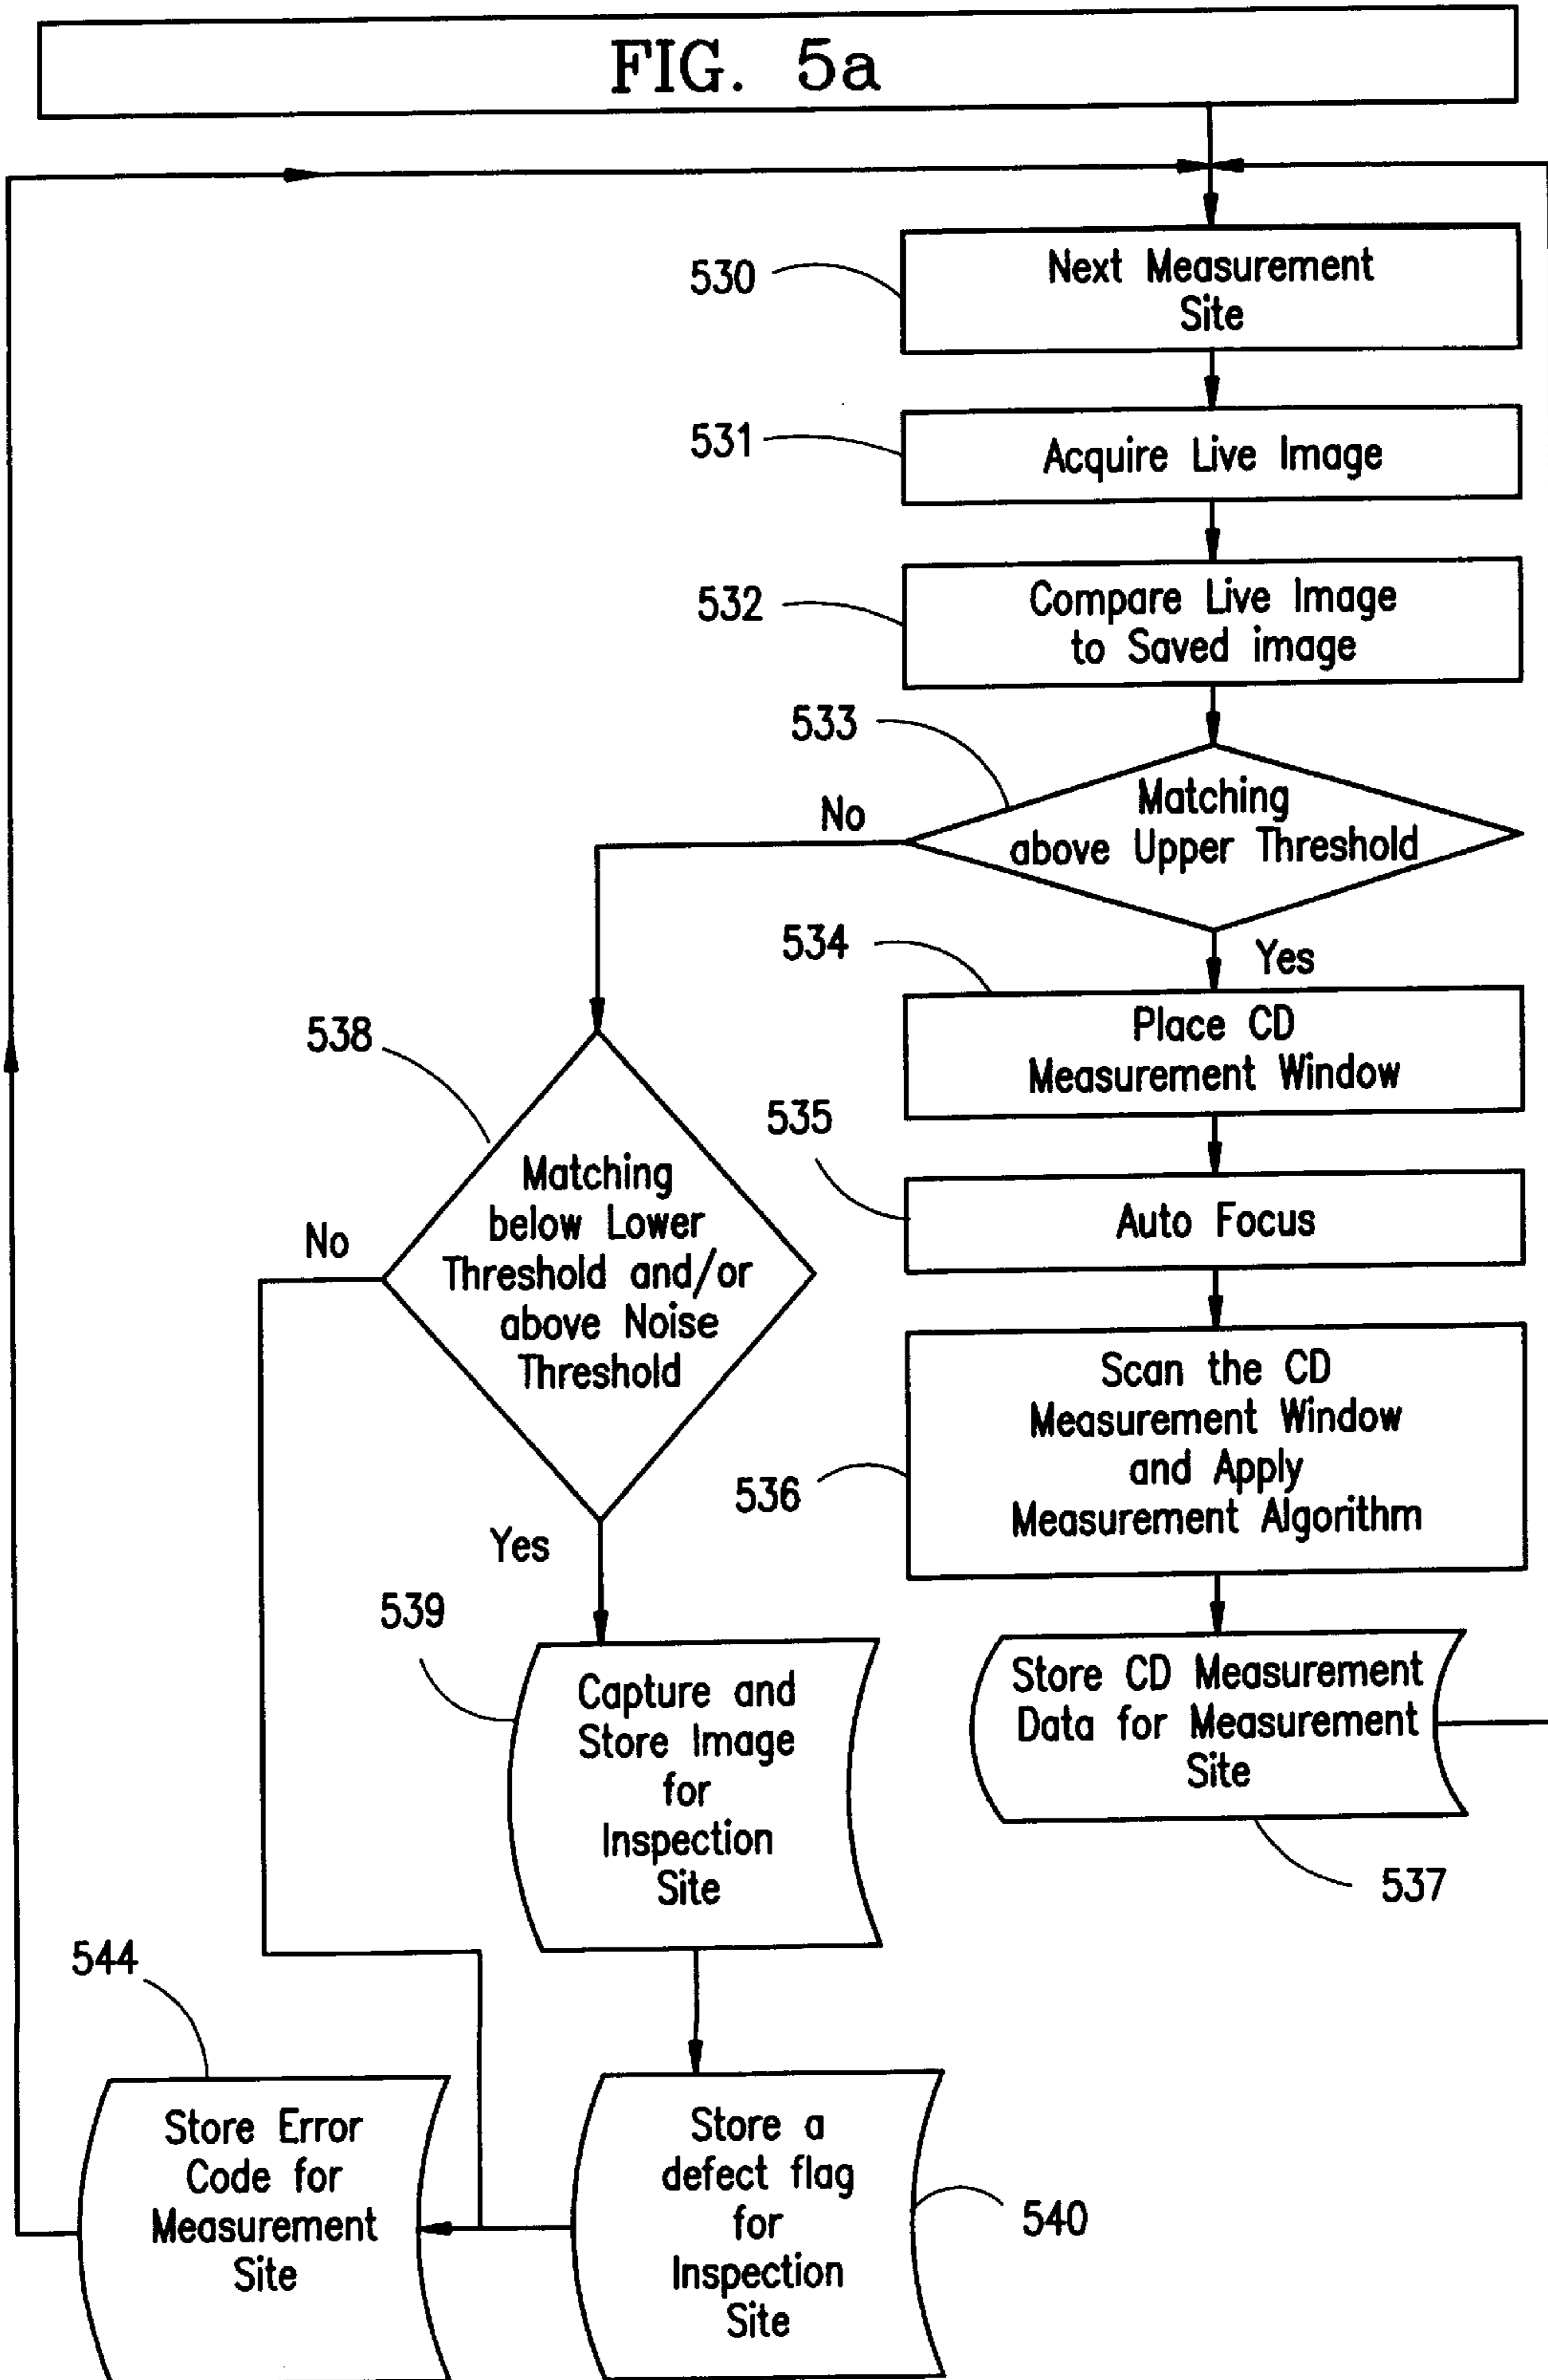 FIG. 5a
530
Next Measurement
Site
531
Acquire Live Image
532
Compare Live Image
to Saved image
533
No
Matching
above Upper Threshold
534
Yes
Place CD
Measurement Window
538
535
Matching
below Lower
Threshold and/or
above Noise
Threshold
No
Auto Focus
536
Scan the CD
Measurement Window
and Apply
Measurement Algorithm
Yes
539
Capture and
Store Image
for
Inspection
Site
Store CD Measurement
Data for Measurement
Site
537
544
Store Error
Code for
Measurement
Site
Store a
defect flag
for
Inspection
Site
540